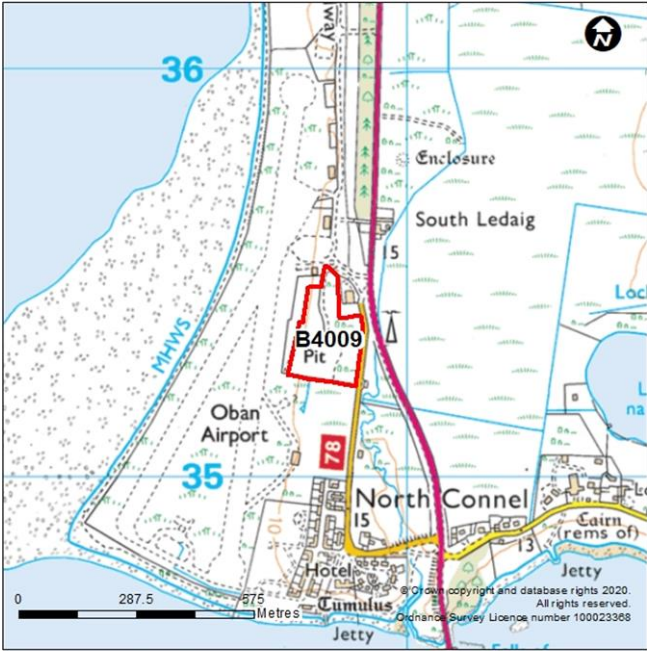 way
36
N
Enclosure
South Ledaig
15
MHWS
B4009
Pit
Oban
Airport
78
35
10
North Connel
15
Hotel
13
Cairn
(rems of)
Jetty
Tumulus
Jetty
0 287.5 575
Metres
© Crown copyright and database rights 2020.
All rights reserved.
Ordnance Survey Licence number 100023368